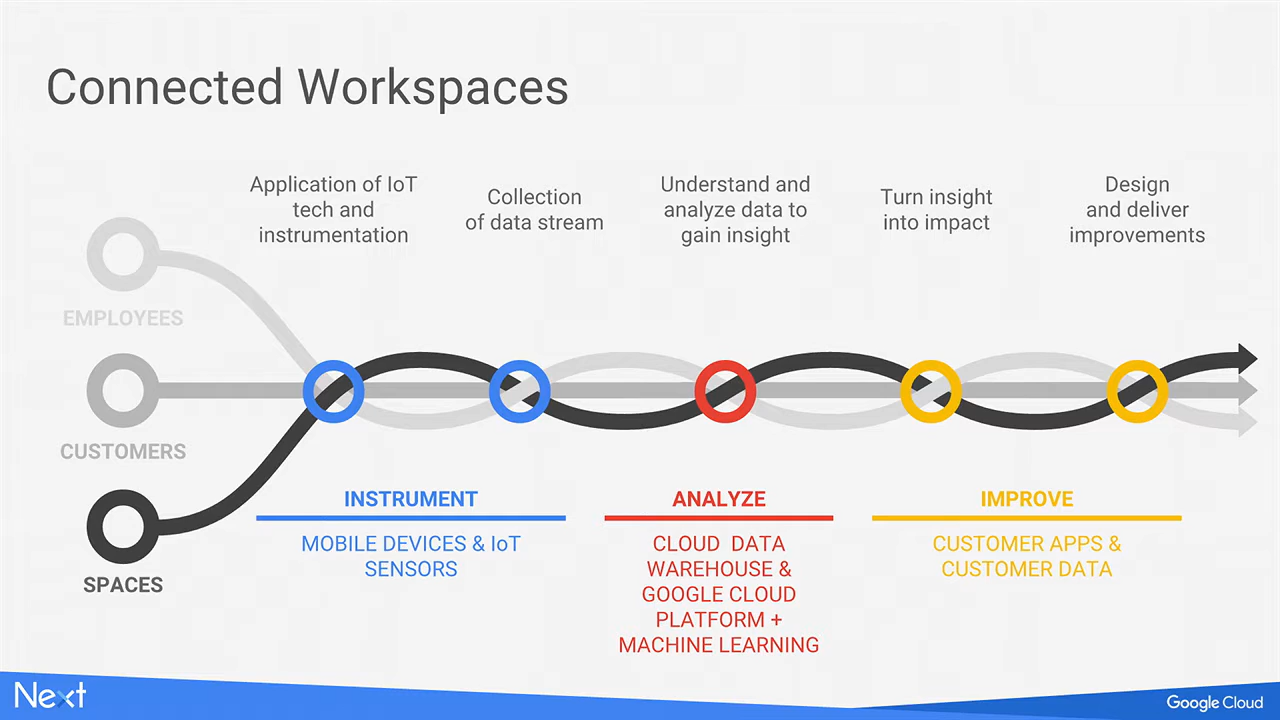 Connected Workspaces
Application of IoT
tech and
instrumentation
Collection
of data stream
Understand and
analyze data to
gain insight
Turn insight
into impact
Design
and deliver
improvements
EMPLOYEES
CUSTOMERS
SPACES
INSTRUMENT
MOBILE DEVICES & IoT
SENSORS
ANALYZE
CLOUD DATA
WAREHOUSE &
GOOGLE CLOUD
PLATFORM +
MACHINE LEARNING
IMPROVE
CUSTOMER APPS &
CUSTOMER DATA
Next
Google Cloud